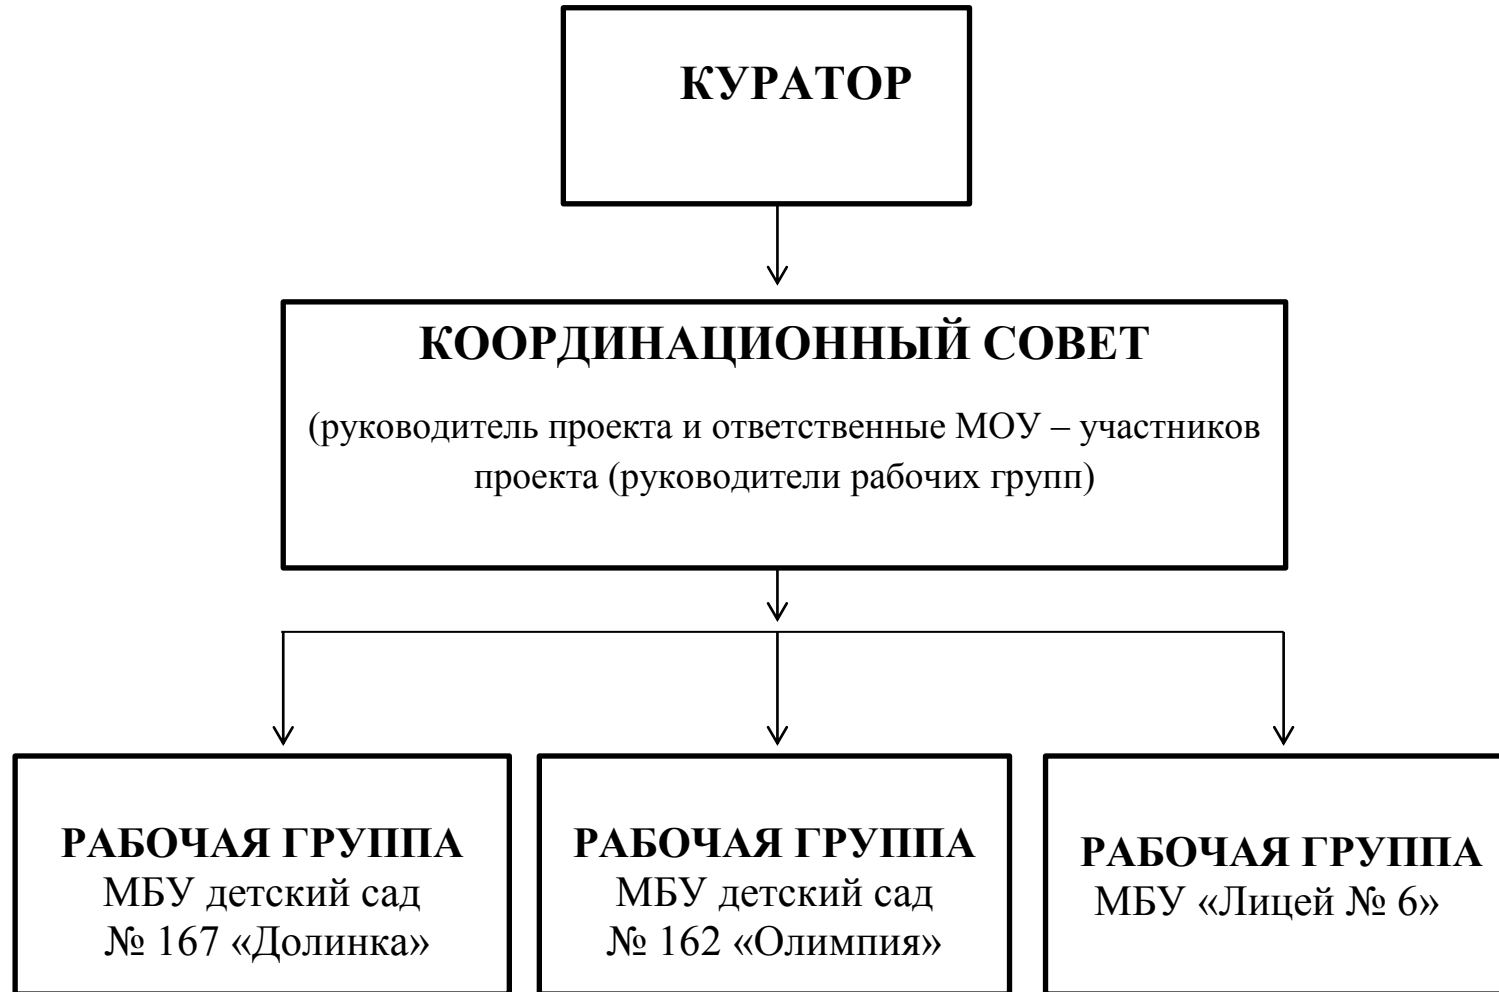 КУРАТОР
КООРДИНАЦИОННЫЙ СОВЕТ
(руководитель проекта и ответственные МОУ – участников
проекта (руководители рабочих групп)
РАБОЧАЯ ГРУППА
МБУ детский сад
№ 167 «Долинка»
РАБОЧАЯ ГРУППА
МБУ детский сад
№ 162 «Олимпия»
РАБОЧАЯ ГРУППА
МБУ «Лицей № 6»